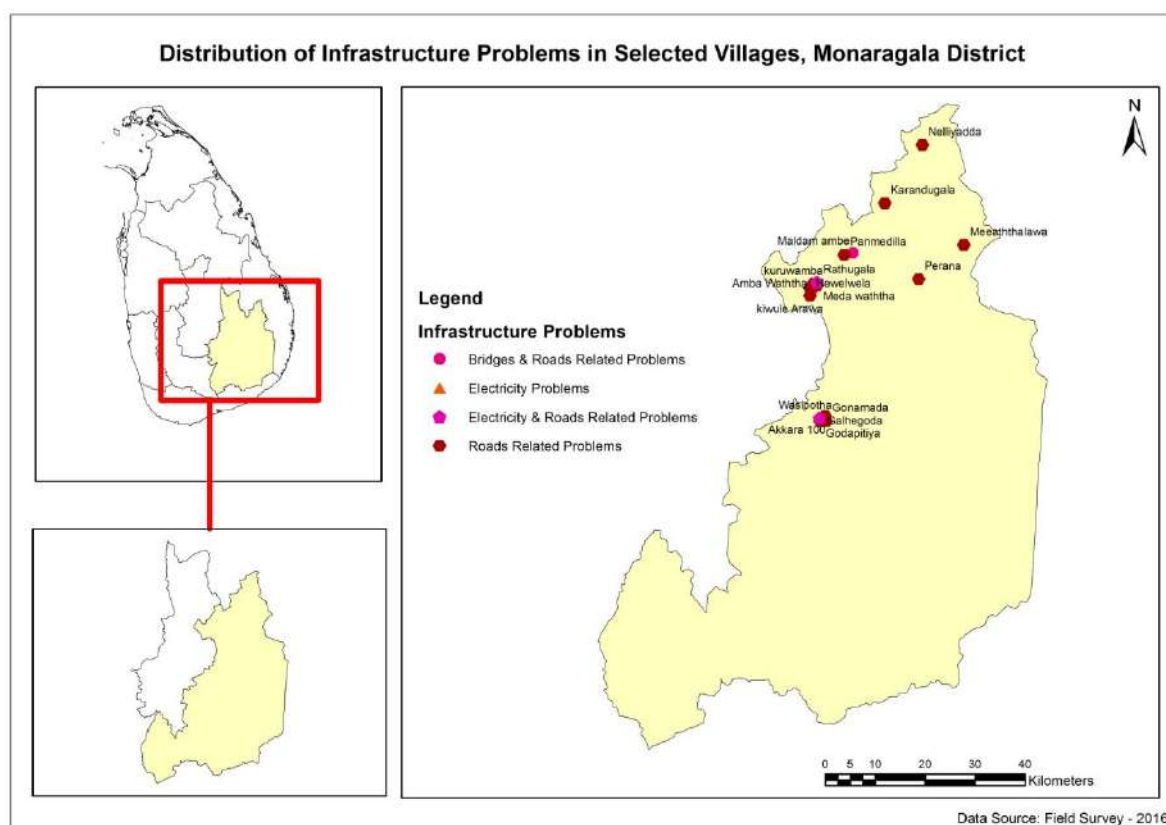 Distribution of Infrastructure Problems in Selected Villages, Monaragala District
N
Nelliyadda
Karandugala
Meeaththalawa
Maldam ambe
Panmedilla
Perana
kuruwamba
Rathugala
Amba Waththa
Hewelwela
Meda waththa
kiwule Arawa
Legend
Infrastructure Problems
Bridges & Roads Related Problems
Electricity Problems
Electricity & Roads Related Problems
Roads Related Problems
Wasipotha
Gonamada
Galhegoda
Akkara 100
Godapitiya
0 5 10 20 30 40
Kilometers
Data Source: Field Survey - 2016